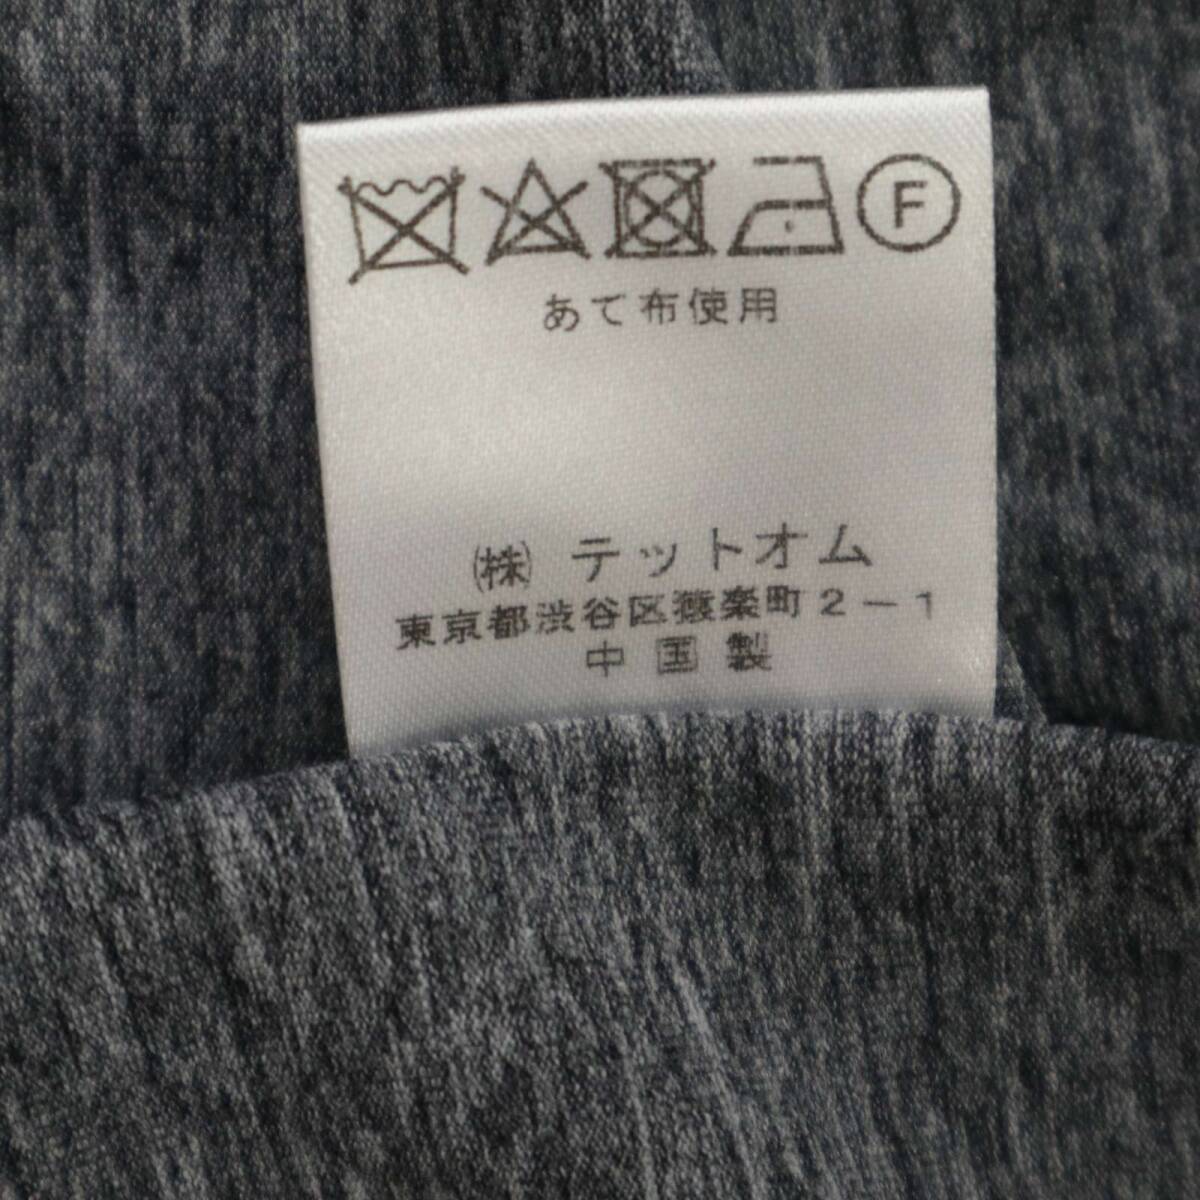 F
あて布使用
㈱ テットオム
東京都渋谷区猿楽町2-1
中国製